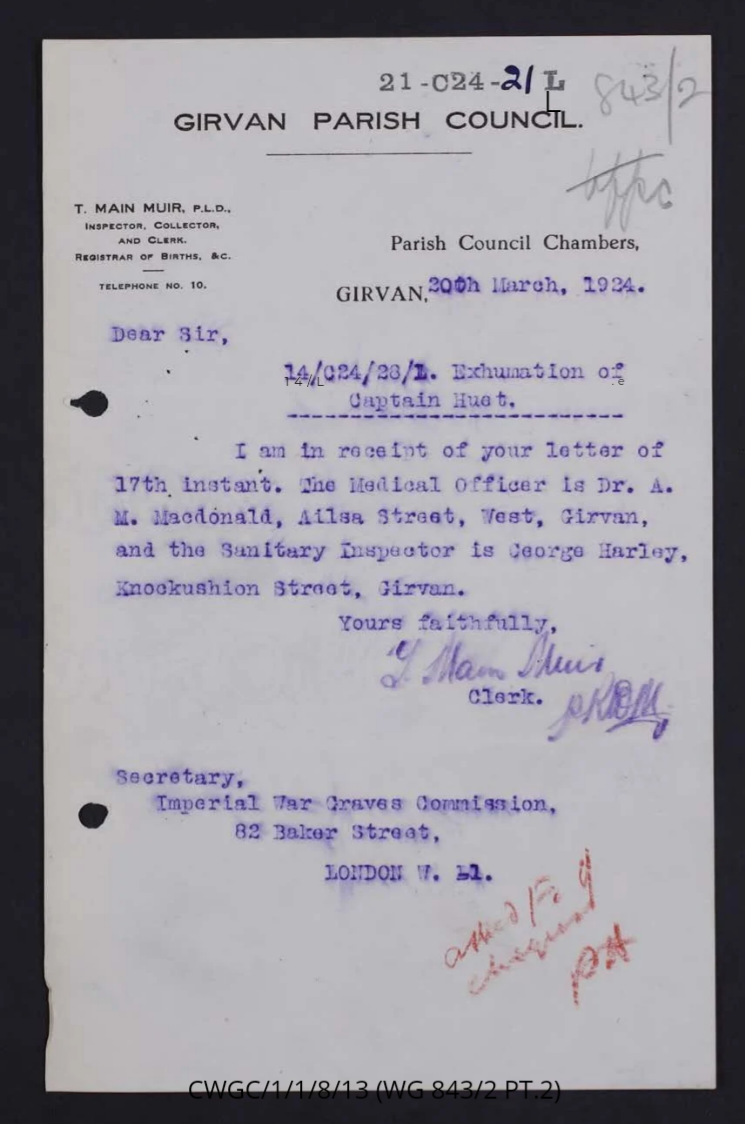 21-C24-21 L
843/2
GIRVAN PARISH COUNCIL.
T. MAIN MUIR, P.L.D.,
INSPECTOR, COLLECTOR,
AND CLERK.
REGISTRAR OF BIRTHS, &C.
TELEPHONE NO. 10.
Parish Council Chambers,
GIRVAN, 20th March, 1924.
Dear Sir,
14/C24/28/L. Exhumation of
Captain Huet.
I am in receipt of your letter of
17th instant. The Medical Officer is Dr. A.
M. Macdonald, Ailsa Street, West, Girvan,
and the Sanitary Inspector is George Harley,
Knockushion Street, Girvan.
Yours faithfully,
T Main Muir
Clerk.
Secretary,
Imperial War Graves Commission,
82 Baker Street,
LONDON W. 1.
CWGC/1/1/8/13 (WG 843/2 PT.2)